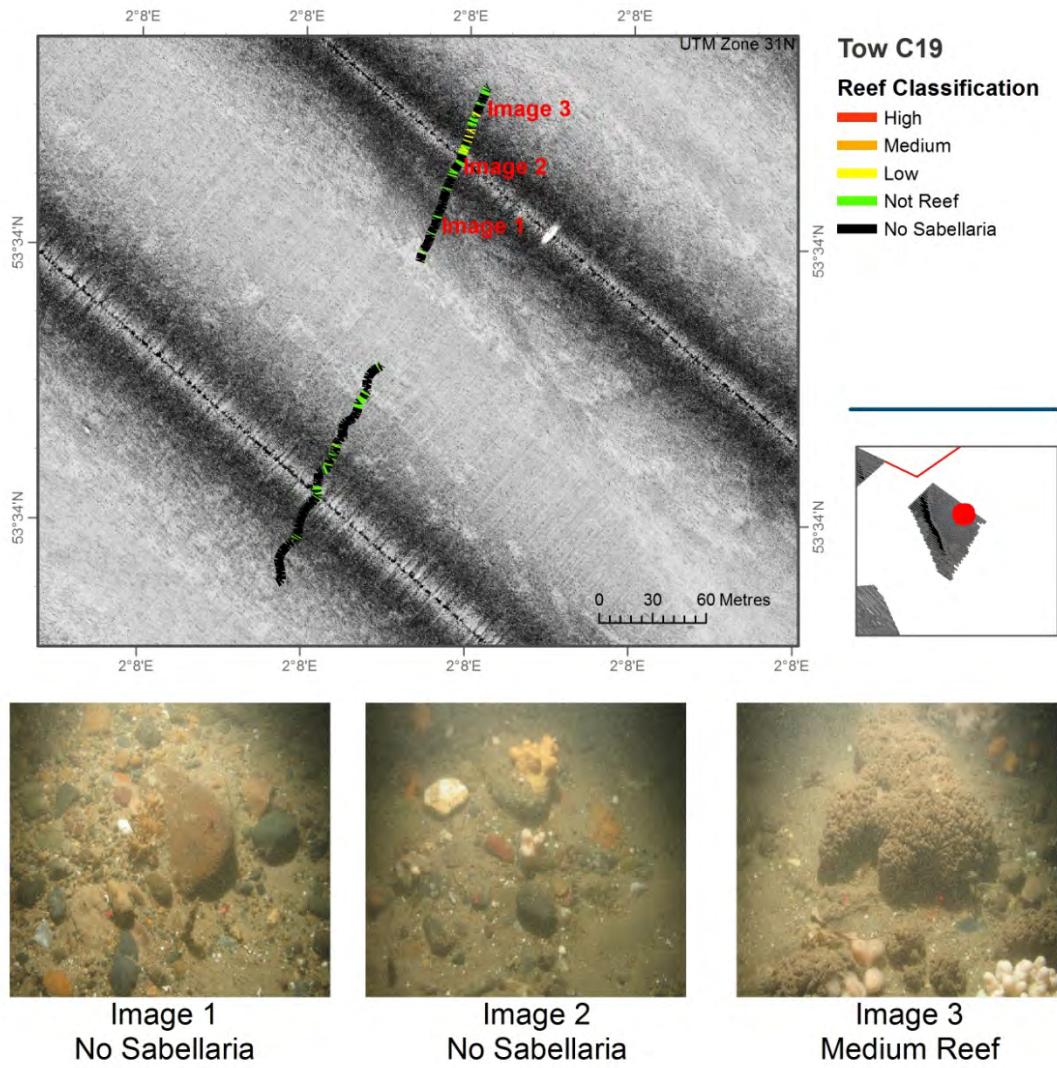 2°8'E 2°8'E 2°8'E 2°8'E
UTM Zone 31N
Tow C19
Reef Classification
High
Medium
Low
Not Reef
No Sabellaria
Image 3
Image 2
Image 1
53°34'N 53°34'N
53°34'N 53°34'N
0 30 60 Metres
2°8'E 2°8'E 2°8'E 2°8'E 2°8'E
Image 1
No Sabellaria
Image 2
No Sabellaria
Image 3
Medium Reef